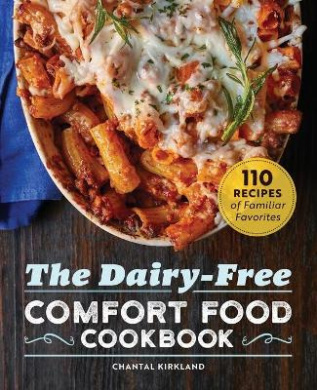 110
RECIPES
of Familiar
Favorites
The Dairy-Free
COMFORT FOOD
COOKBOOK
CHANTAL KIRKLAND